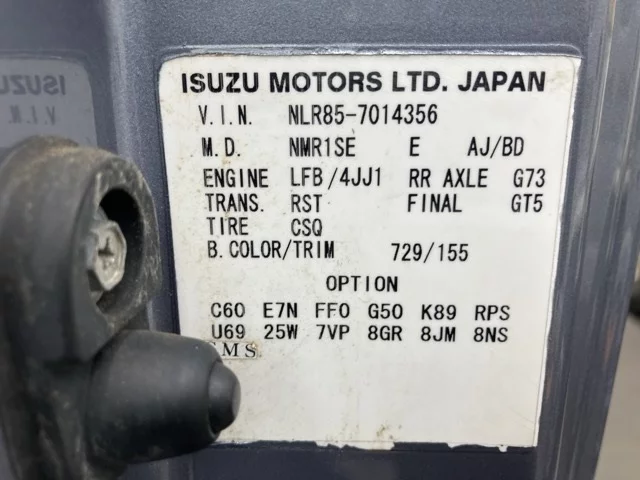 ISUZU MOTORS LTD. JAPAN
V.I.N. NLR85-7014356
M.D. NMR1SE E AJ/BD
ENGINE LFB/4JJ1 RR AXLE G73
TRANS. RST FINAL GT5
TIRE CSQ
B.COLOR/TRIM 729/155
OPTION
C60 E7N FF0 G50 K89 RPS
U69 25W 7VP 8GR 8JM 8NS
MS